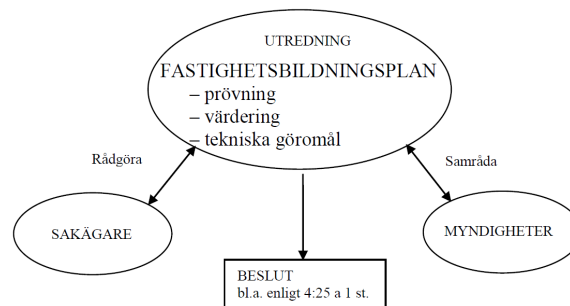 UTREDNING
FASTIGHETSBILDNINGSPLAN
– prövning
– värdering
– tekniska göromål
Rådgöra
Samråda
SAKÄGARE
MYNDIGHETER
BESLUT
bl.a. enligt 4:25 a 1 st.